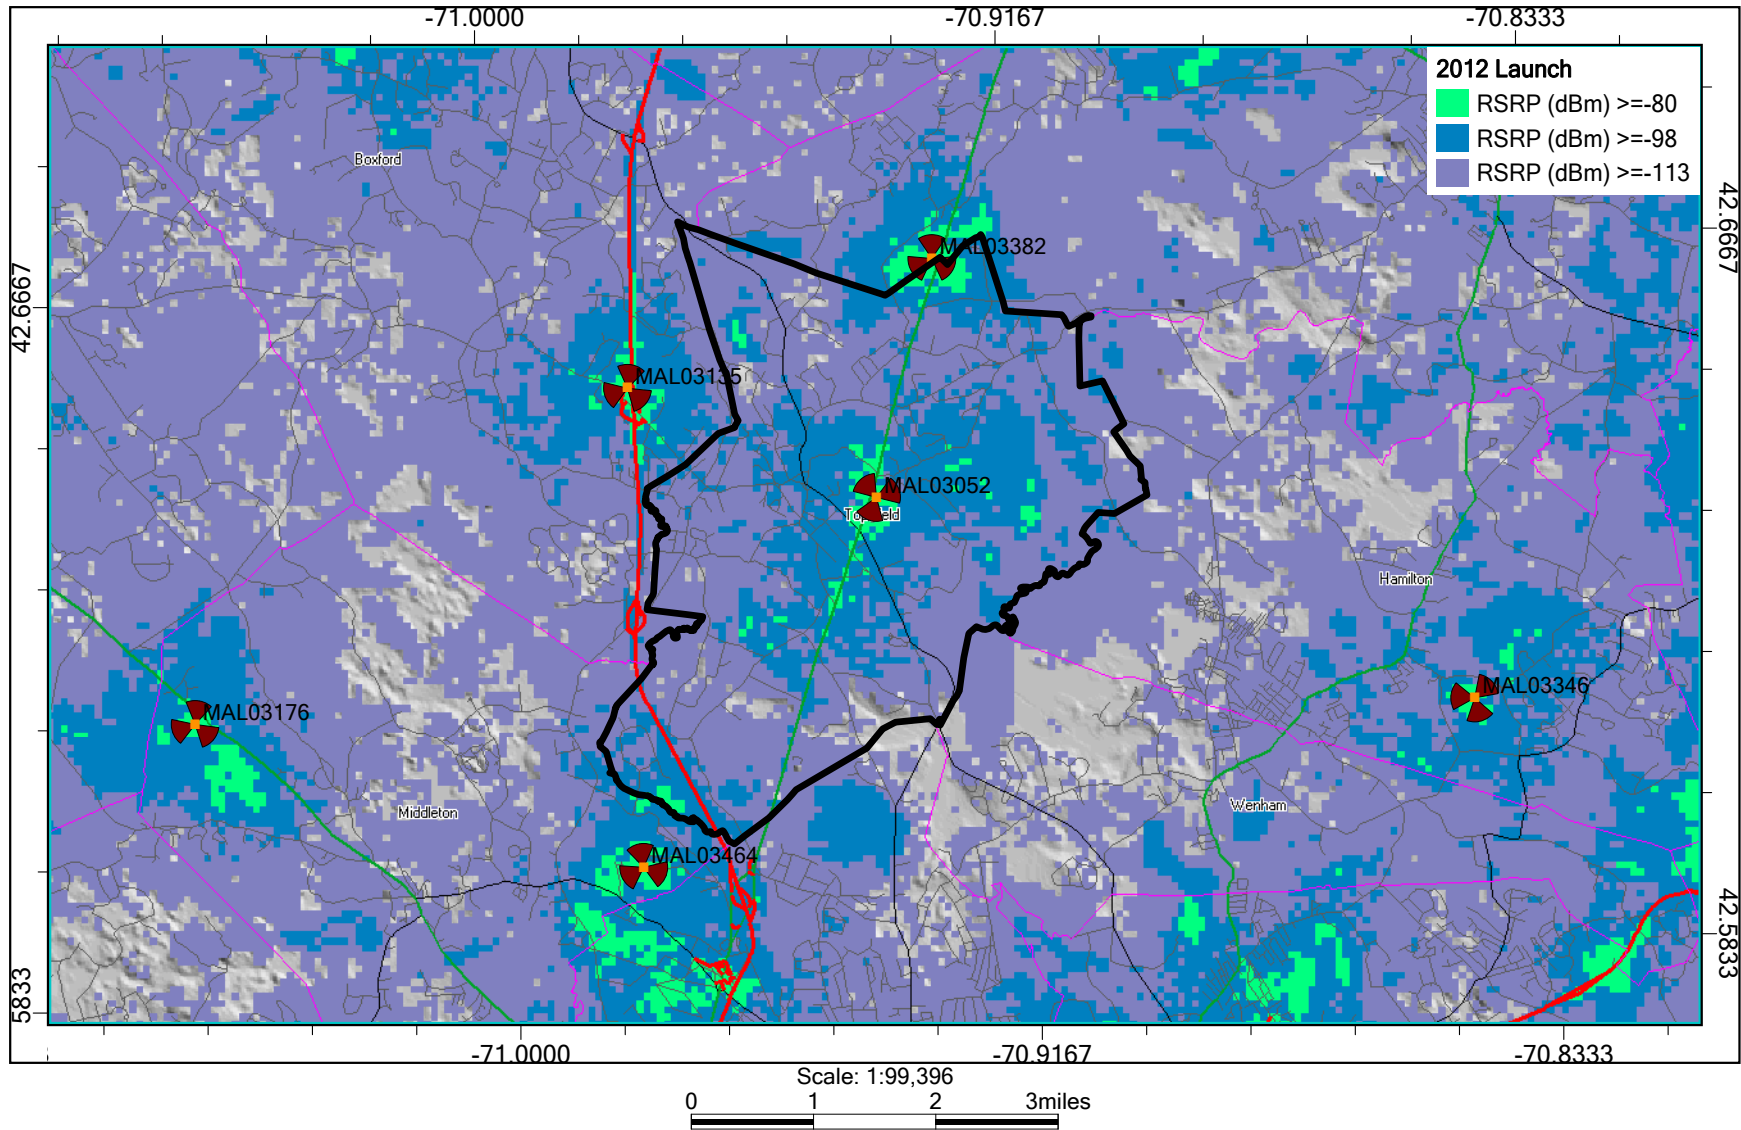 -71.0000 -70.9167 -70.8333
2012 Launch
RSRP (dBm) >=-80
RSRP (dBm) >=-98
RSRP (dBm) >=-113
Boxford
42.6667
42.6667
MAL03382
MAL03135
MAL03052
Hamilton
MAL03346
MAL03176
Middleton
Wenham
MAL03464
42.5833
5833
-71.0000 -70.9167 -70.8333
Scale: 1:99,396
0 1 2 3miles